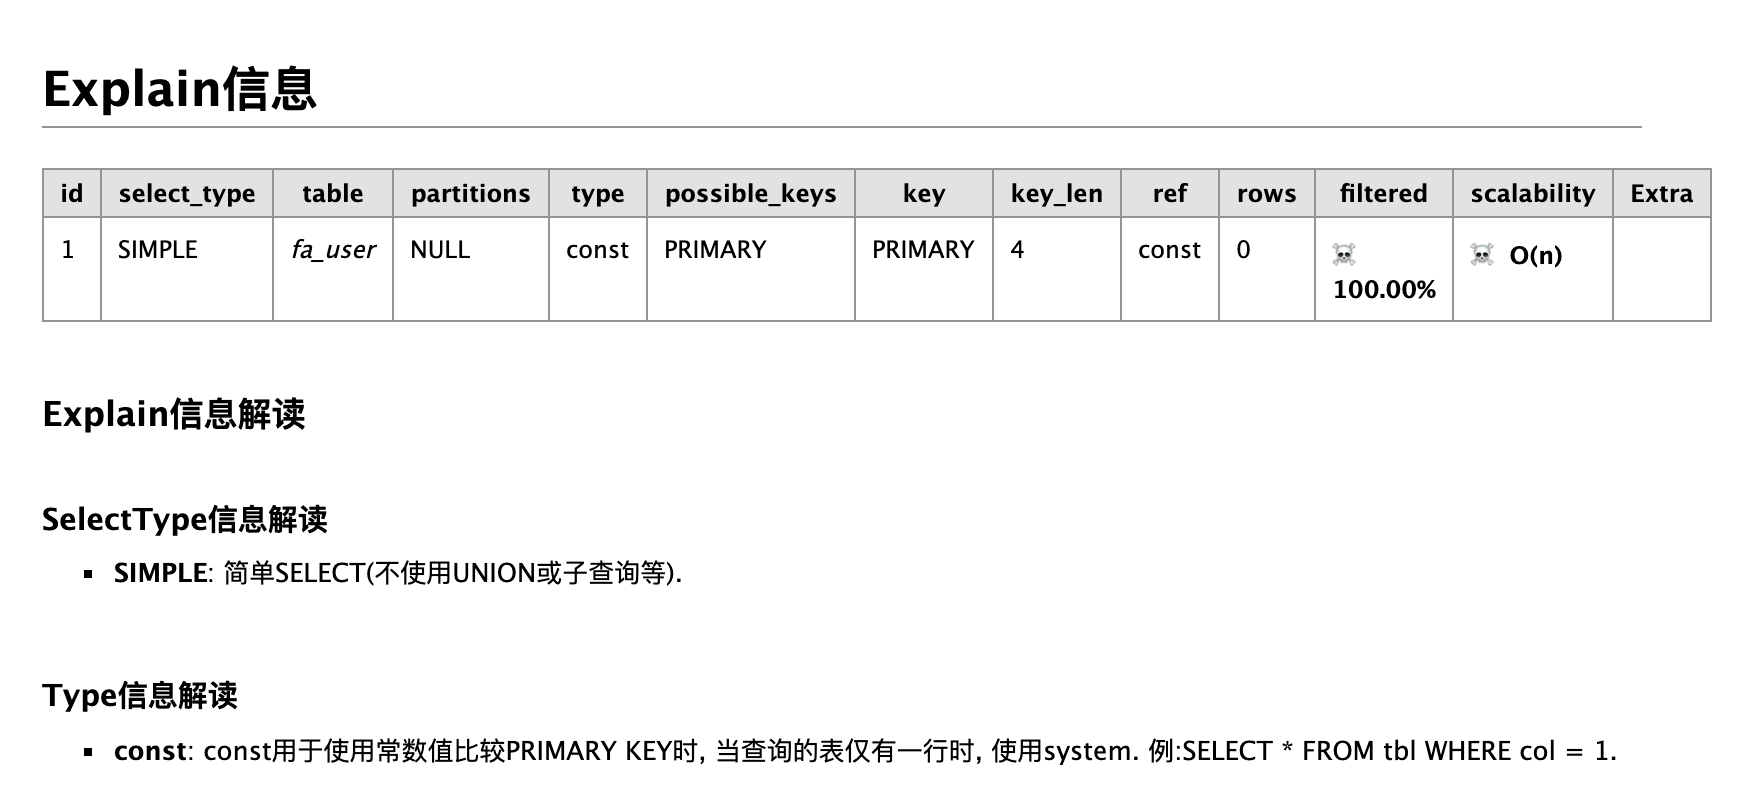 Explain信息
id select_type table partitions type possible_keys key key_len ref rows filtered scalability Extra
1 SIMPLE fa_user NULL const PRIMARY PRIMARY 4 const 0 ☠️ 100.00% ☠️ O(n)
Explain信息解读
SelectType信息解读
▪ SIMPLE: 简单SELECT(不使用UNION或子查询等).
Type信息解读
▪ const: const用于使用常数值比较PRIMARY KEY时, 当查询的表仅有一行时, 使用system. 例:SELECT * FROM tbl WHERE col = 1.